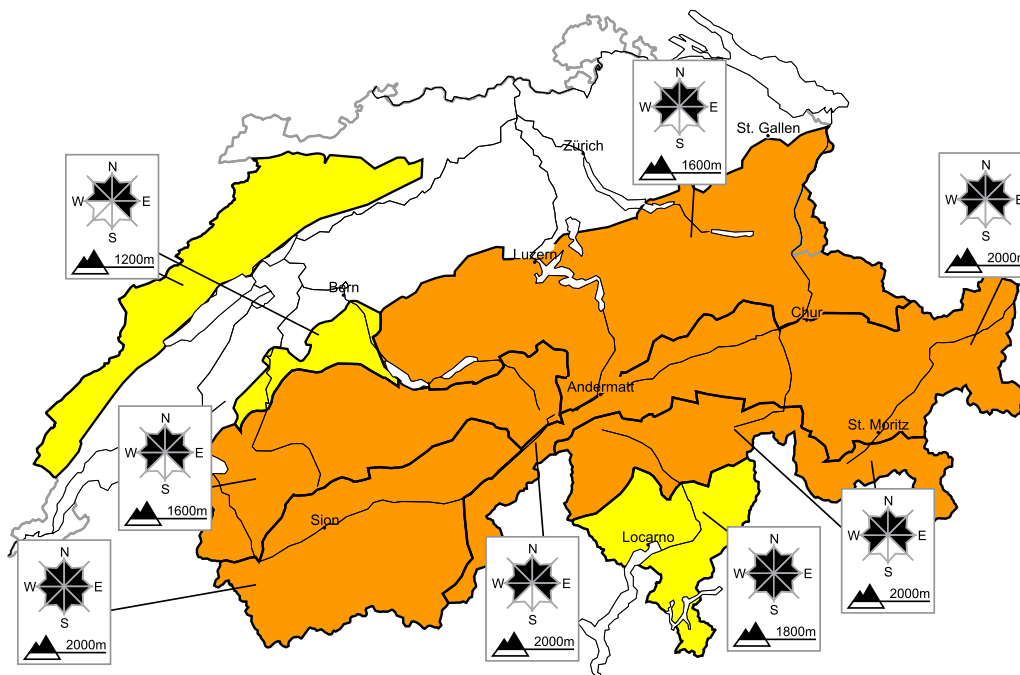 N
W E
S
1600m
St. Gallen
Zürich
N
W E
S
1200m
N
W E
S
2000m
Luzern
Bern
Chur
Andermatt
N
W E
S
1600m
St. Moritz
Sion
Locarno
N
W E
S
2000m
N
W E
S
2000m
N
W E
S
1800m
N
W E
S
2000m